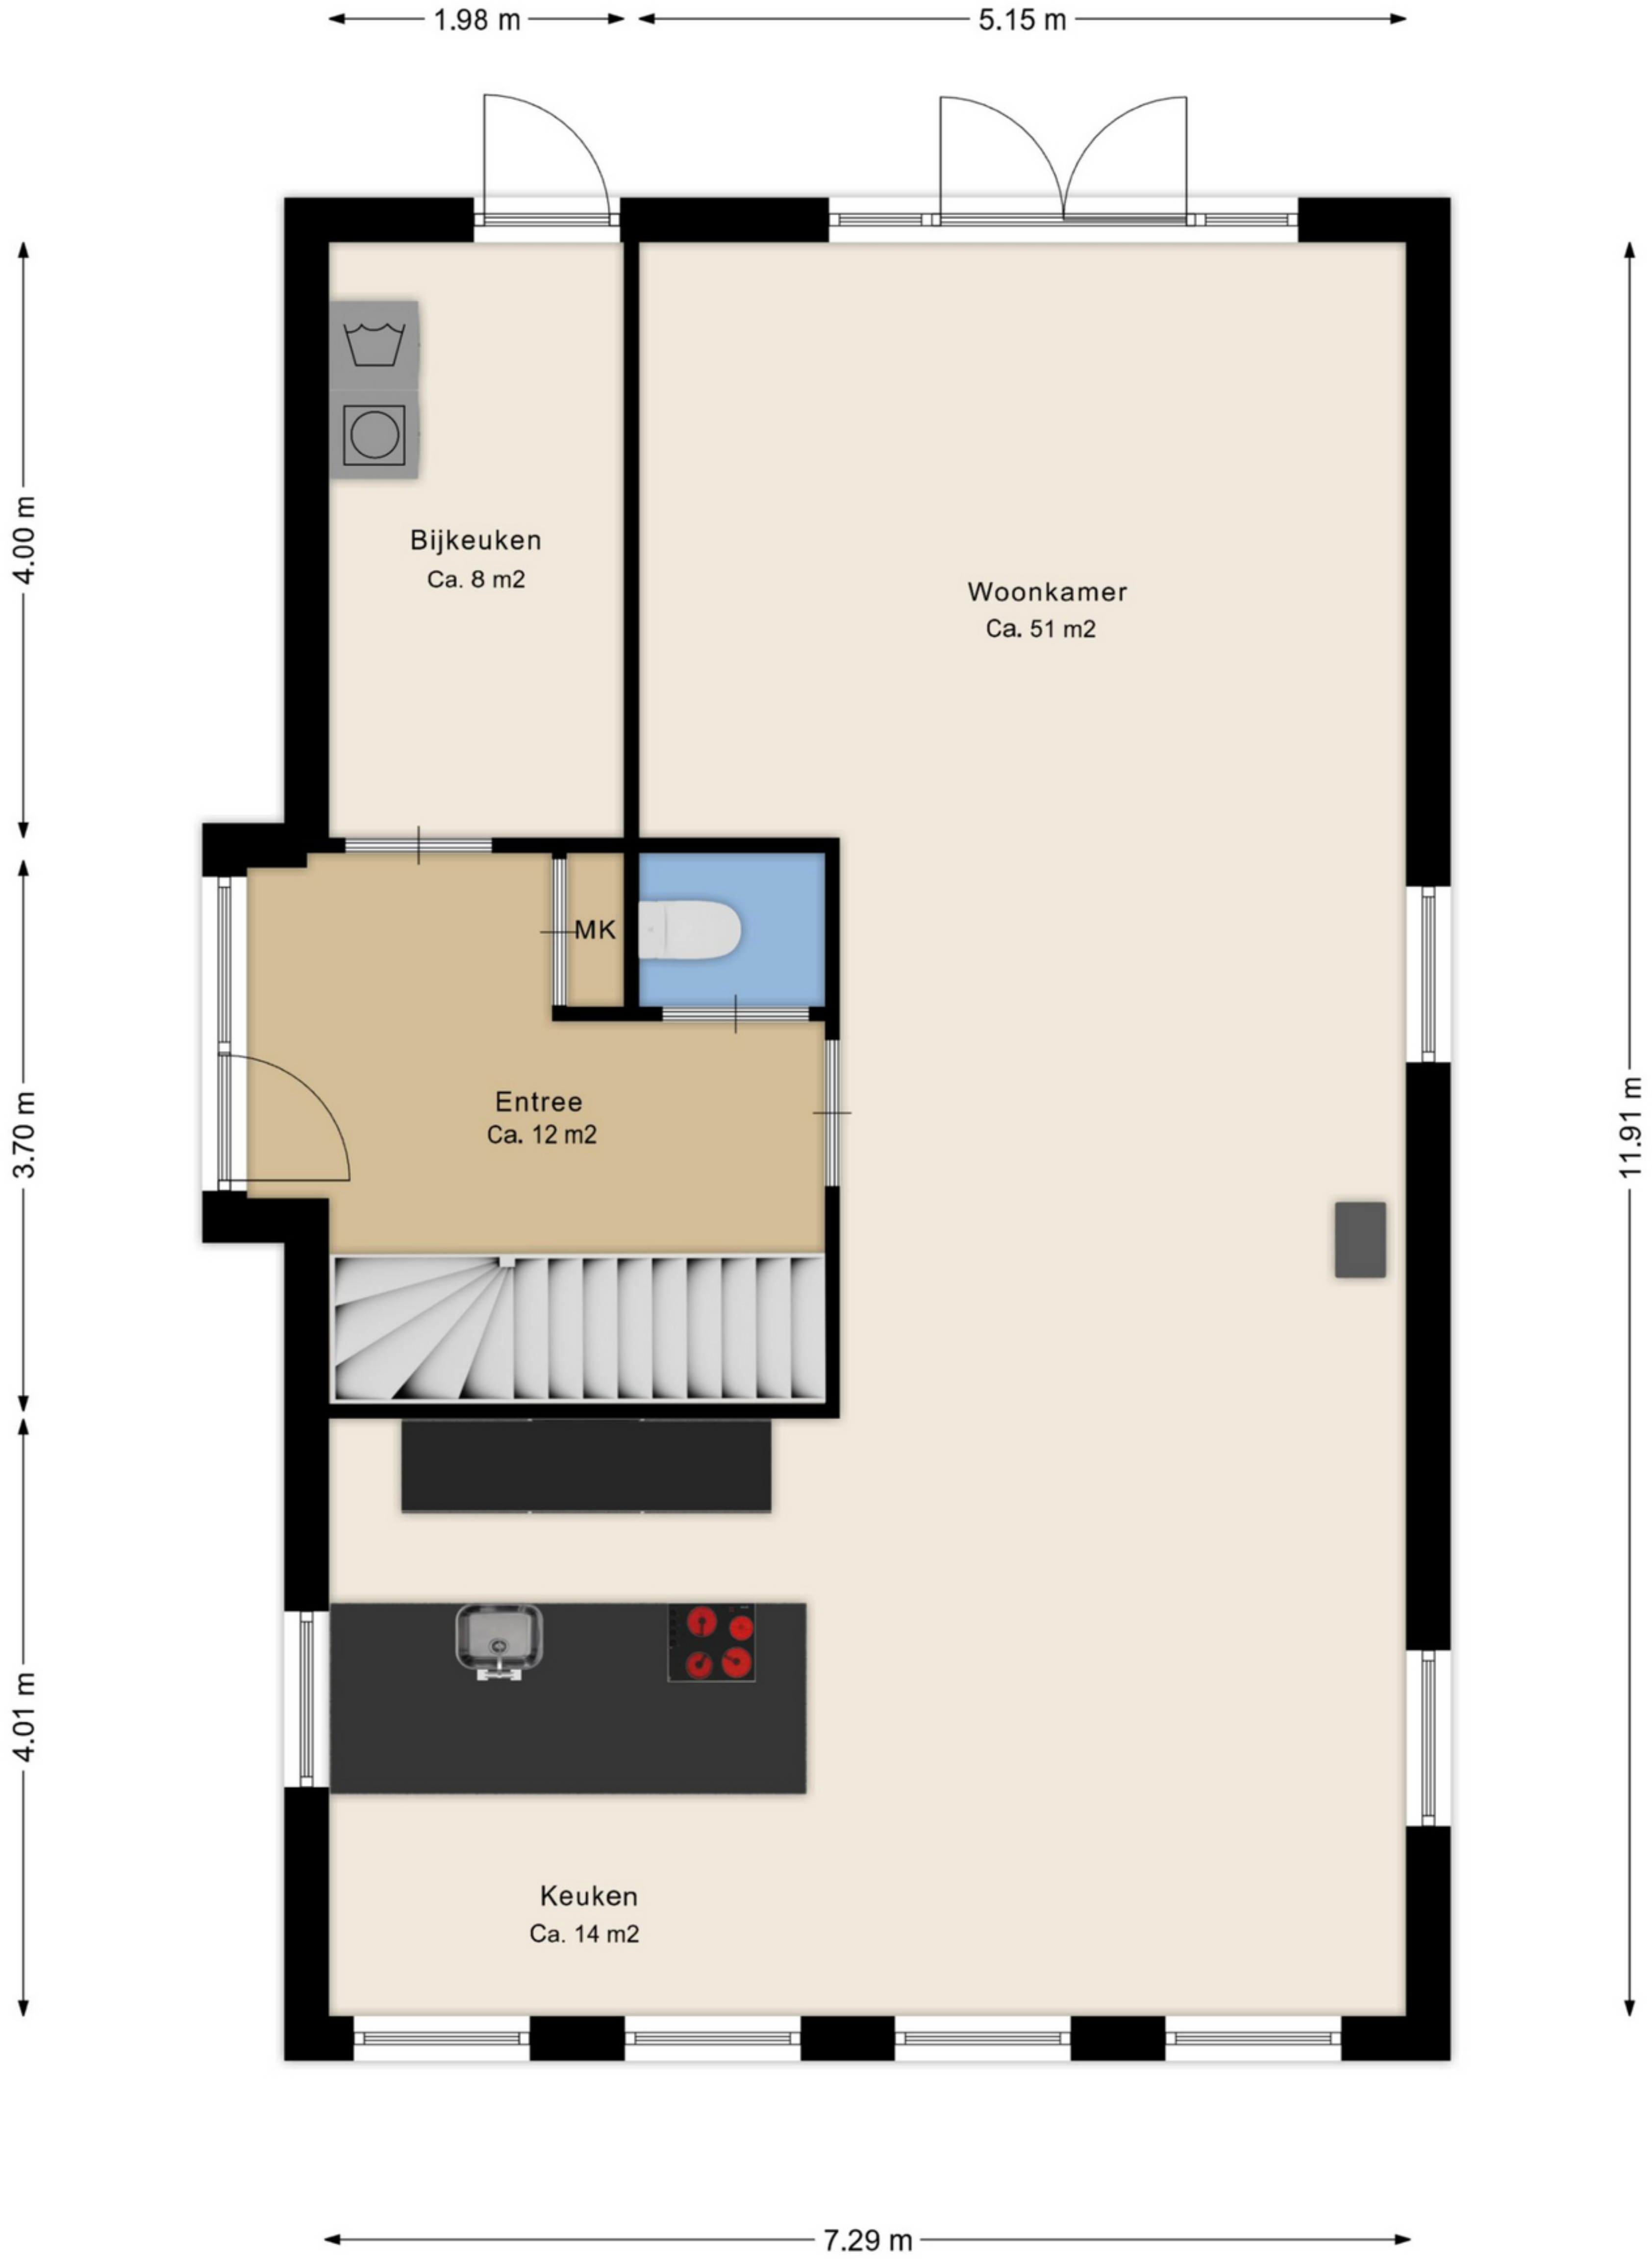 1.98 m
5.15 m
4.00 m
Bijkeuken
Ca. 8 m2
Woonkamer
Ca. 51 m2
MK
3.70 m
Entree
Ca. 12 m2
11.91 m
4.01 m
Keuken
Ca. 14 m2
7.29 m